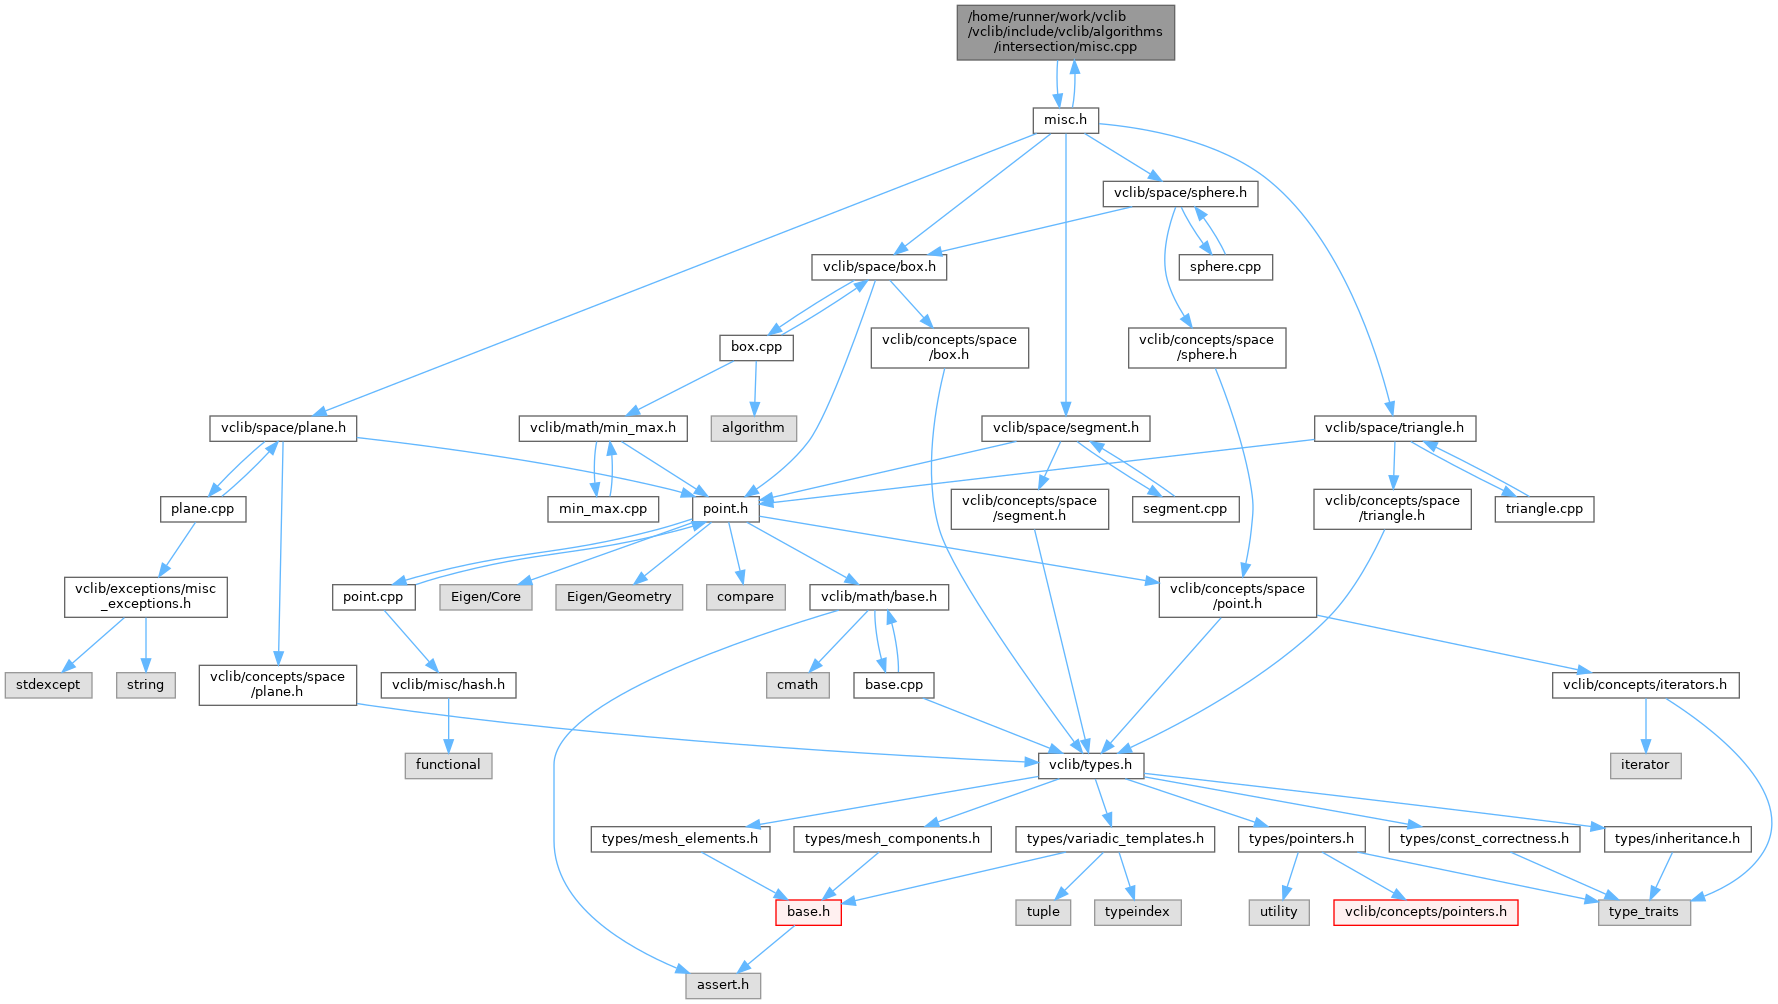 /home/runner/work/vclib
/vclib/include/vclib/algorithms
/intersection/misc.cpp
misc.h
vclib/space/sphere.h
vclib/space/box.h
sphere.cpp
box.cpp
vclib/concepts/space
/box.h
vclib/concepts/space
/sphere.h
vclib/space/plane.h
vclib/math/min_max.h
algorithm
vclib/space/segment.h
vclib/space/triangle.h
plane.cpp
min_max.cpp
point.h
vclib/concepts/space
/segment.h
segment.cpp
vclib/concepts/space
/triangle.h
triangle.cpp
vclib/exceptions/misc
_exceptions.h
point.cpp
Eigen/Core
Eigen/Geometry
compare
vclib/math/base.h
vclib/concepts/space
/point.h
stdexcept
string
vclib/concepts/space
/plane.h
vclib/misc/hash.h
cmath
base.cpp
vclib/concepts/iterators.h
functional
vclib/types.h
iterator
types/mesh_elements.h
types/mesh_components.h
types/variadic_templates.h
types/pointers.h
types/const_correctness.h
types/inheritance.h
base.h
tuple
typeindex
utility
vclib/concepts/pointers.h
type_traits
assert.h